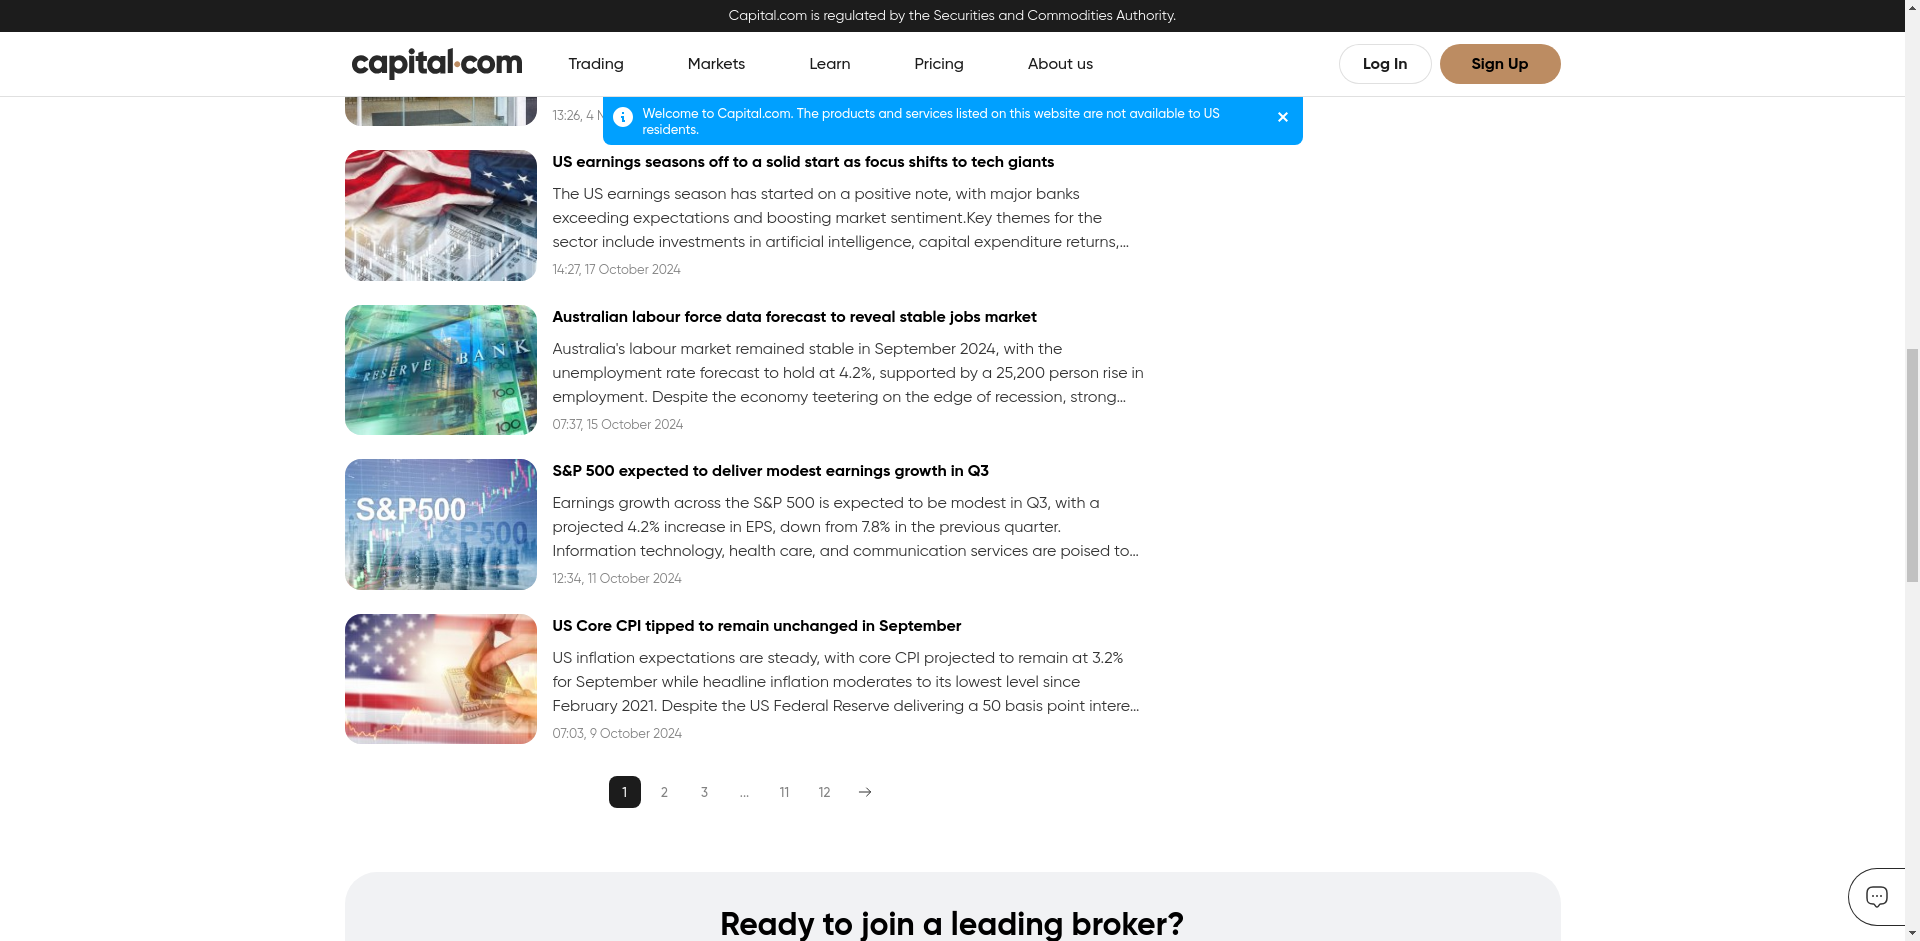 Capital.com is regulated by the Securities and Commodities Authority.
capital.com
Trading
Markets
Learn
Pricing
About us
Log In
Sign Up
13:26, 4
Welcome to Capital.com. The products and services listed on this website are not available to US
residents.
US earnings seasons off to a solid start as focus shifts to tech giants
The US earnings season has started on a positive note, with major banks
exceeding expectations and boosting market sentiment.Key themes for the
sector include investments in artificial intelligence, capital expenditure returns,...
14:27, 17 October 2024
RESERVE BANK
100
100
Australian labour force data forecast to reveal stable jobs market
Australia's labour market remained stable in September 2024, with the
unemployment rate forecast to hold at 4.2%, supported by a 25,200 person rise in
employment. Despite the economy teetering on the edge of recession, strong...
07:37, 15 October 2024
S&P500
S&P500
S&P 500 expected to deliver modest earnings growth in Q3
Earnings growth across the S&P 500 is expected to be modest in Q3, with a
projected 4.2% increase in EPS, down from 7.8% in the previous quarter.
Information technology, health care, and communication services are poised to...
12:34, 11 October 2024
US Core CPI tipped to remain unchanged in September
US inflation expectations are steady, with core CPI projected to remain at 3.2%
for September while headline inflation moderates to its lowest level since
February 2021. Despite the US Federal Reserve delivering a 50 basis point intere...
07:03, 9 October 2024
1 2 3 ... 11 12
Ready to join a leading broker?